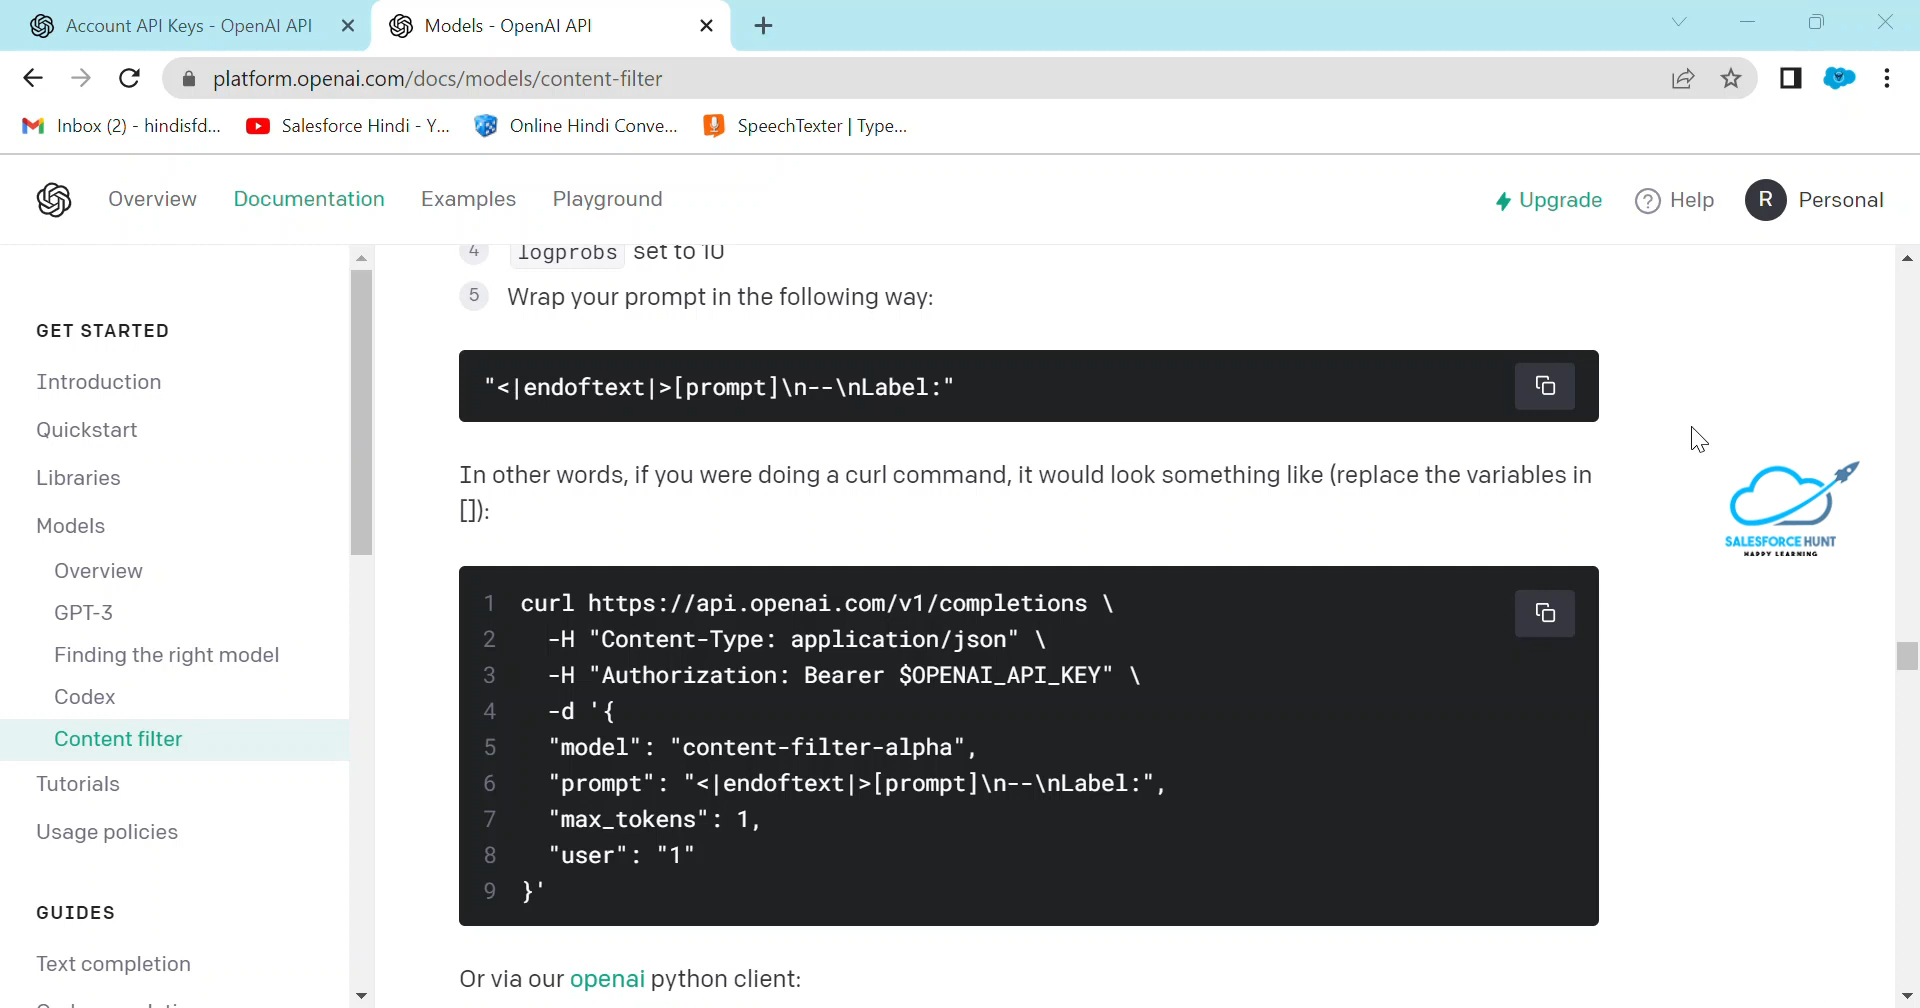 Account API Keys - OpenAI API
Models - OpenAI API
platform.openai.com/docs/models/content-filter
Inbox (2) - hindisfd...
Salesforce Hindi - Y...
Online Hindi Conve...
SpeechTexter | Type...
Overview
Documentation
Examples
Playground
Upgrade
? Help
R Personal
GET STARTED
Introduction
Quickstart
Libraries
Models
Overview
GPT-3
Finding the right model
Codex
Content filter
Tutorials
Usage policies
GUIDES
Text completion
4 logprobs set to 10
5 Wrap your prompt in the following way:
"<|endoftext|>[prompt]\n--\nLabel:"
In other words, if you were doing a curl command, it would look something like (replace the variables in
[]):
1 curl https://api.openai.com/v1/completions \
2 -H "Content-Type: application/json" \
3 -H "Authorization: Bearer $OPENAI_API_KEY" \
4 -d '{
5 "model": "content-filter-alpha",
6 "prompt": "<|endoftext|>[prompt]\n--\nLabel:",
7 "max_tokens": 1,
8 "user": "1"
9 }'
Or via our openai python client:
SALESFORCE HUNT
HAPPY LEARNING